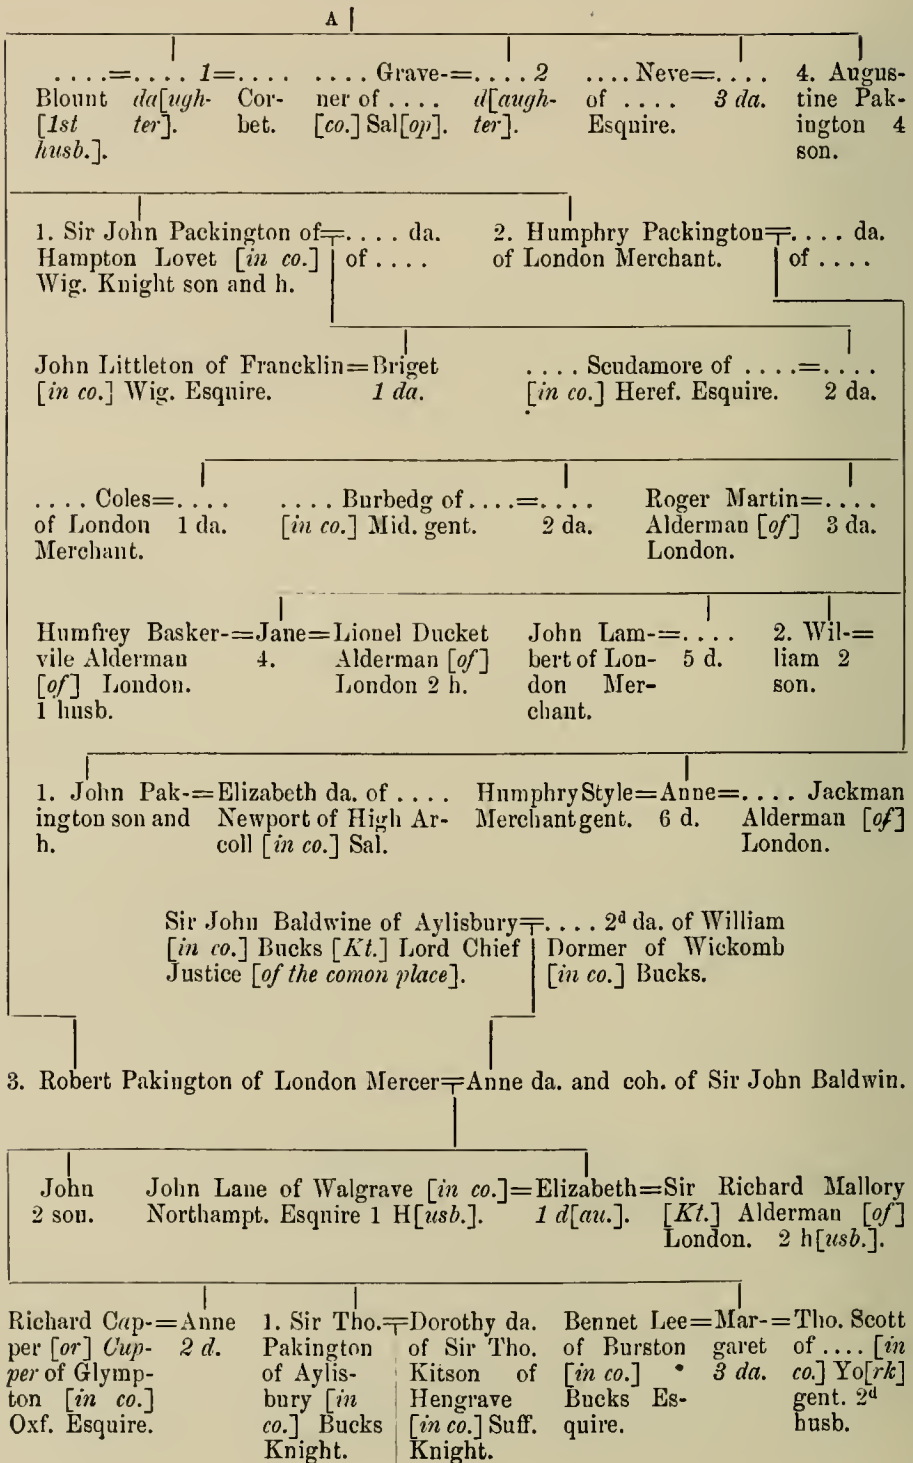 A
. . . .=. . . . 1=. . . . . . . . Grave-=. . . . 2 . . . . Neve=. . . . 4. Augus-
Blount da[ugh- Cor- ner of . . . . d[augh- of . . . . 3 da. tine Pak-
[1st ter]. bet. [co.] Sal[op]. ter]. Esquire. ington 4
husb.]. son.
1. Sir John Packington of=. . . . da. 2. Humphry Packington=. . . . da.
Hampton Lovet [in co.] of . . . . of London Merchant. of . . . .
Wig. Knight son and h.
John Littleton of Francklin=Briget . . . . Scudamore of . . . .=. . . .
[in co.] Wig. Esquire. 1 da. [in co.] Heref. Esquire. 2 da.
. . . . Coles=. . . . . . . . Burbedg of . . . .=. . . . Roger Martin=. . . .
of London 1 da. [in co.] Mid. gent. 2 da. Alderman [of] 3 da.
Merchant. London.
Humfrey Basker-=Jane=Lionel Ducket John Lam-=. . . . 2. Wil-=
vile Alderman 4. Alderman [of] bert of Lon- 5 d. liam 2
[of] London. London 2 h. don Mer- son.
1 husb. chant.
1. John Pak-=Elizabeth da. of . . . . Humphry Style=Anne=. . . . Jackman
ington son and Newport of High Ar- Merchant gent. 6 d. Alderman [of]
h. coll [in co.] Sal. London.
Sir John Baldwine of Aylisbury=. . . . 2d da. of William
[in co.] Bucks [Kt.] Lord Chief Dormer of Wickomb
Justice [of the comon place]. [in co.] Bucks.
3. Robert Pakington of London Mercer=Anne da. and coh. of Sir John Baldwin.
John John Lane of Walgrave [in co.]=Elizabeth=Sir Richard Mallory
2 son. Northampt. Esquire 1 H[usb.]. 1 d[au.]. [Kt.] Alderman [of]
London. 2 h[usb.].
Richard Cap-=Anne 1. Sir Tho.=Dorothy da. Bennet Lee=Mar-=Tho. Scott
per [or] Cup- 2 d. Pakington of Sir Tho. of Burston garet of . . . . [in
per of Glymp- of Aylis- Kitson of [in co.] 3 da. co.] Yo[rk]
ton [in co.] bury [in Hengrave Bucks Es- gent. 2d
Oxf. Esquire. co.] Bucks [in co.] Suff. quire. husb.
Knight. Knight.